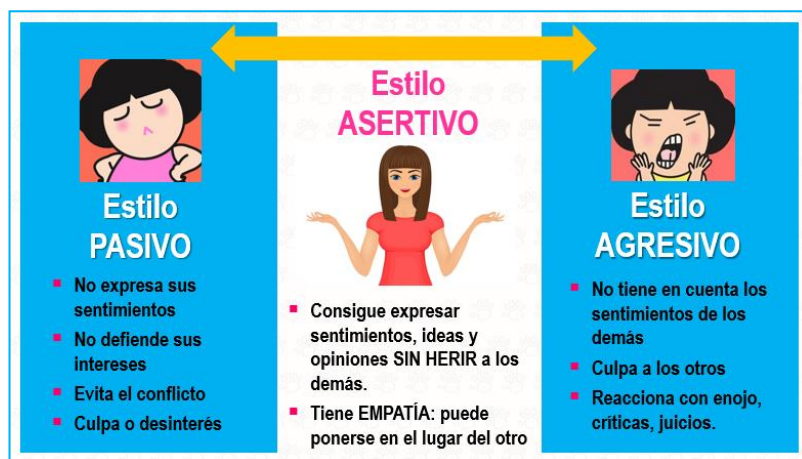 Estilo
PASIVO
No expresa sus
sentimientos
No defiende sus
intereses
Evita el conflicto
Culpa o desinterés
Estilo
ASERTIVO
Consigue expresar
sentimientos, ideas y
opiniones SIN HERIR a los
demás.
Tiene EMPATÍA: puede
ponerse en el lugar del otro
Estilo
AGRESIVO
No tiene en cuenta los
sentimientos de los
demás
Culpa a los otros
Reacciona con enojo,
críticas, juicios.